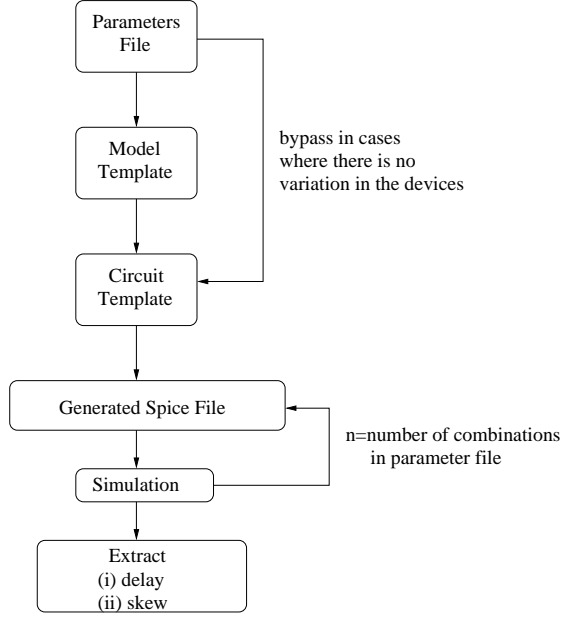 Parameters
File
bypass in cases
where there is no
variation in the devices
Model
Template
Circuit
Template
Generated Spice File
n=number of combinations
in parameter file
Simulation
Extract
(i) delay
(ii) skew